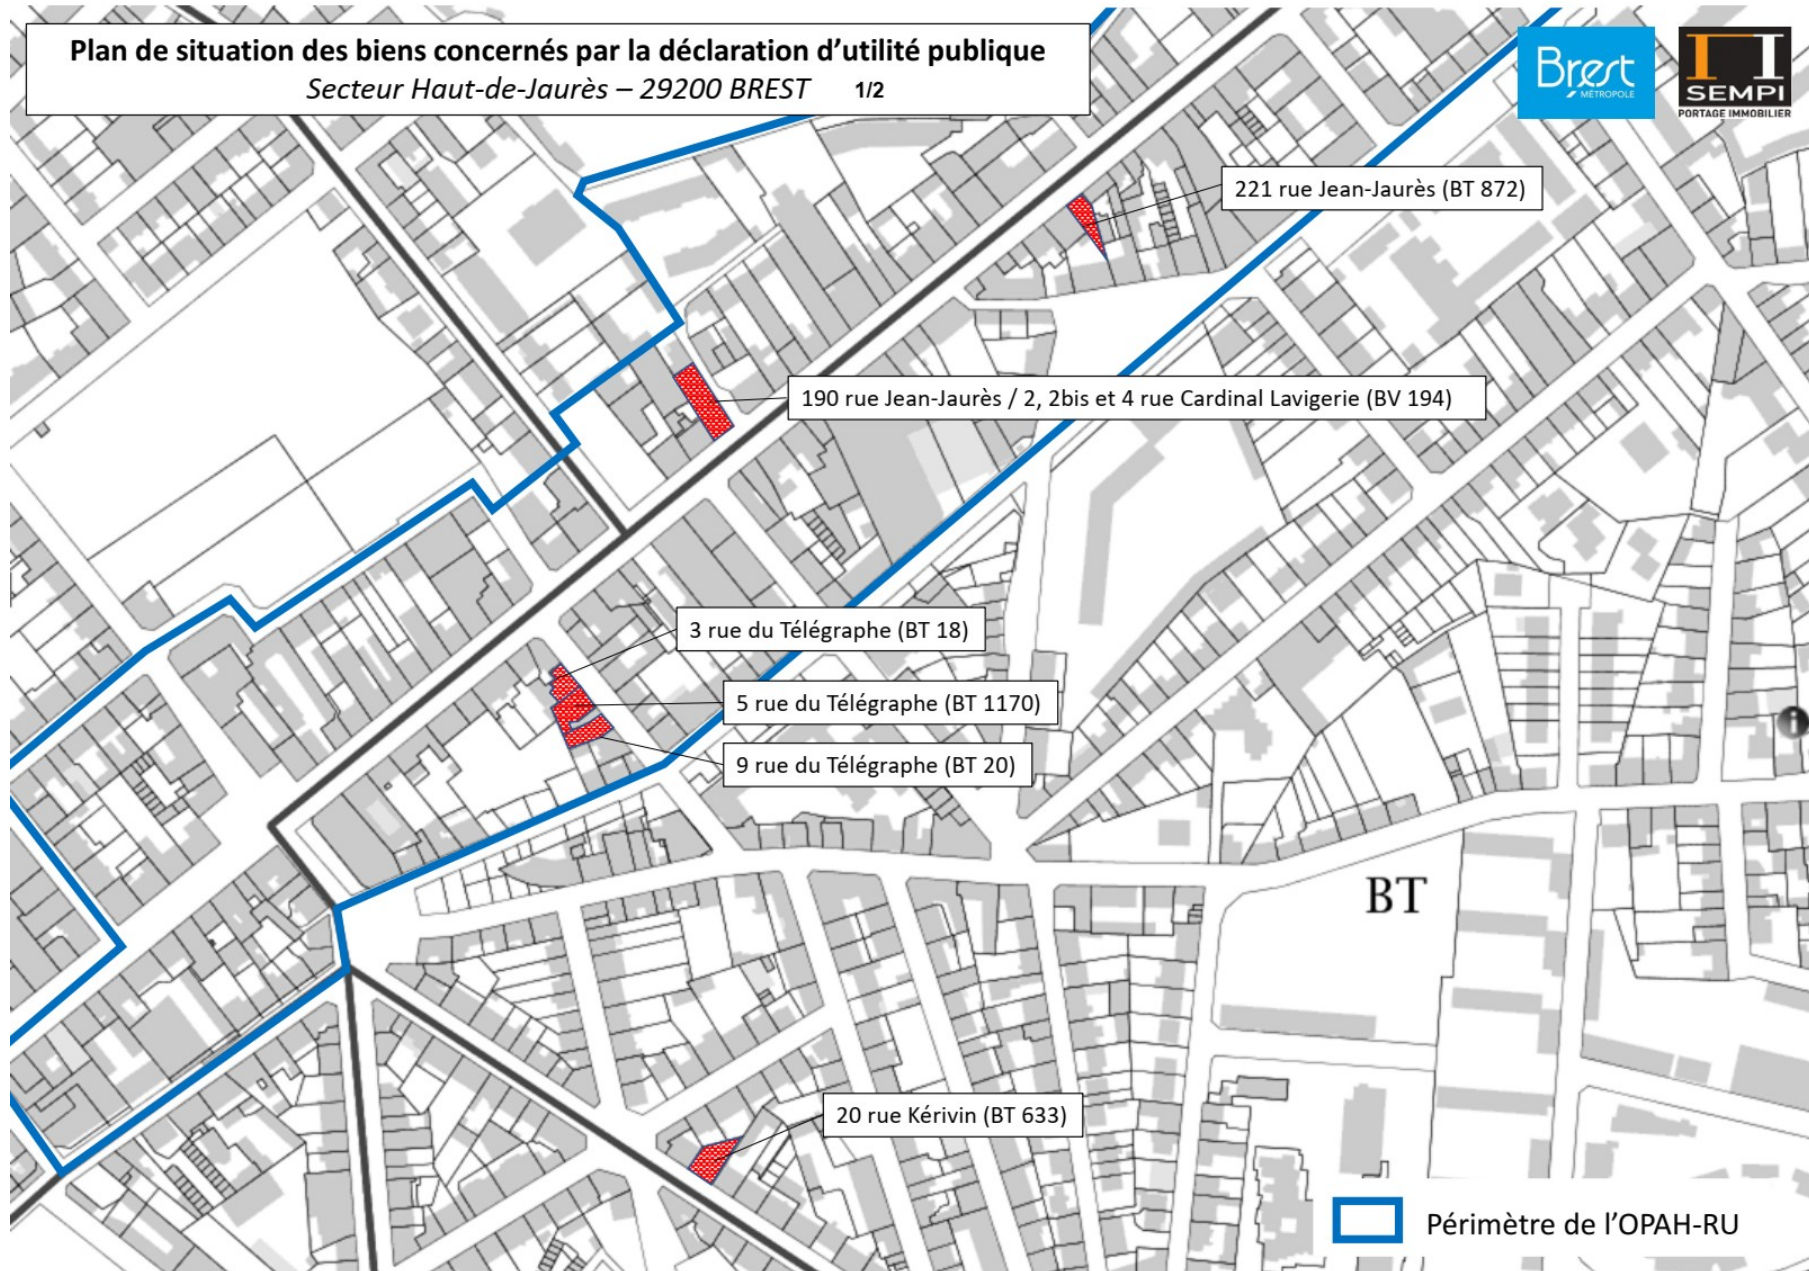 Plan de situation des biens concernés par la déclaration d’utilité publique
Secteur Haut-de-Jaurès – 29200 BREST 1/2
Brest
MÉTROPOLE
SEMPI
PORTAGE IMMOBILIER
221 rue Jean-Jaurès (BT 872)
190 rue Jean-Jaurès / 2, 2bis et 4 rue Cardinal Lavigerie (BV 194)
3 rue du Télégraphe (BT 18)
5 rue du Télégraphe (BT 1170)
9 rue du Télégraphe (BT 20)
i
BT
20 rue Kérivin (BT 633)
Périmètre de l’OPAH-RU